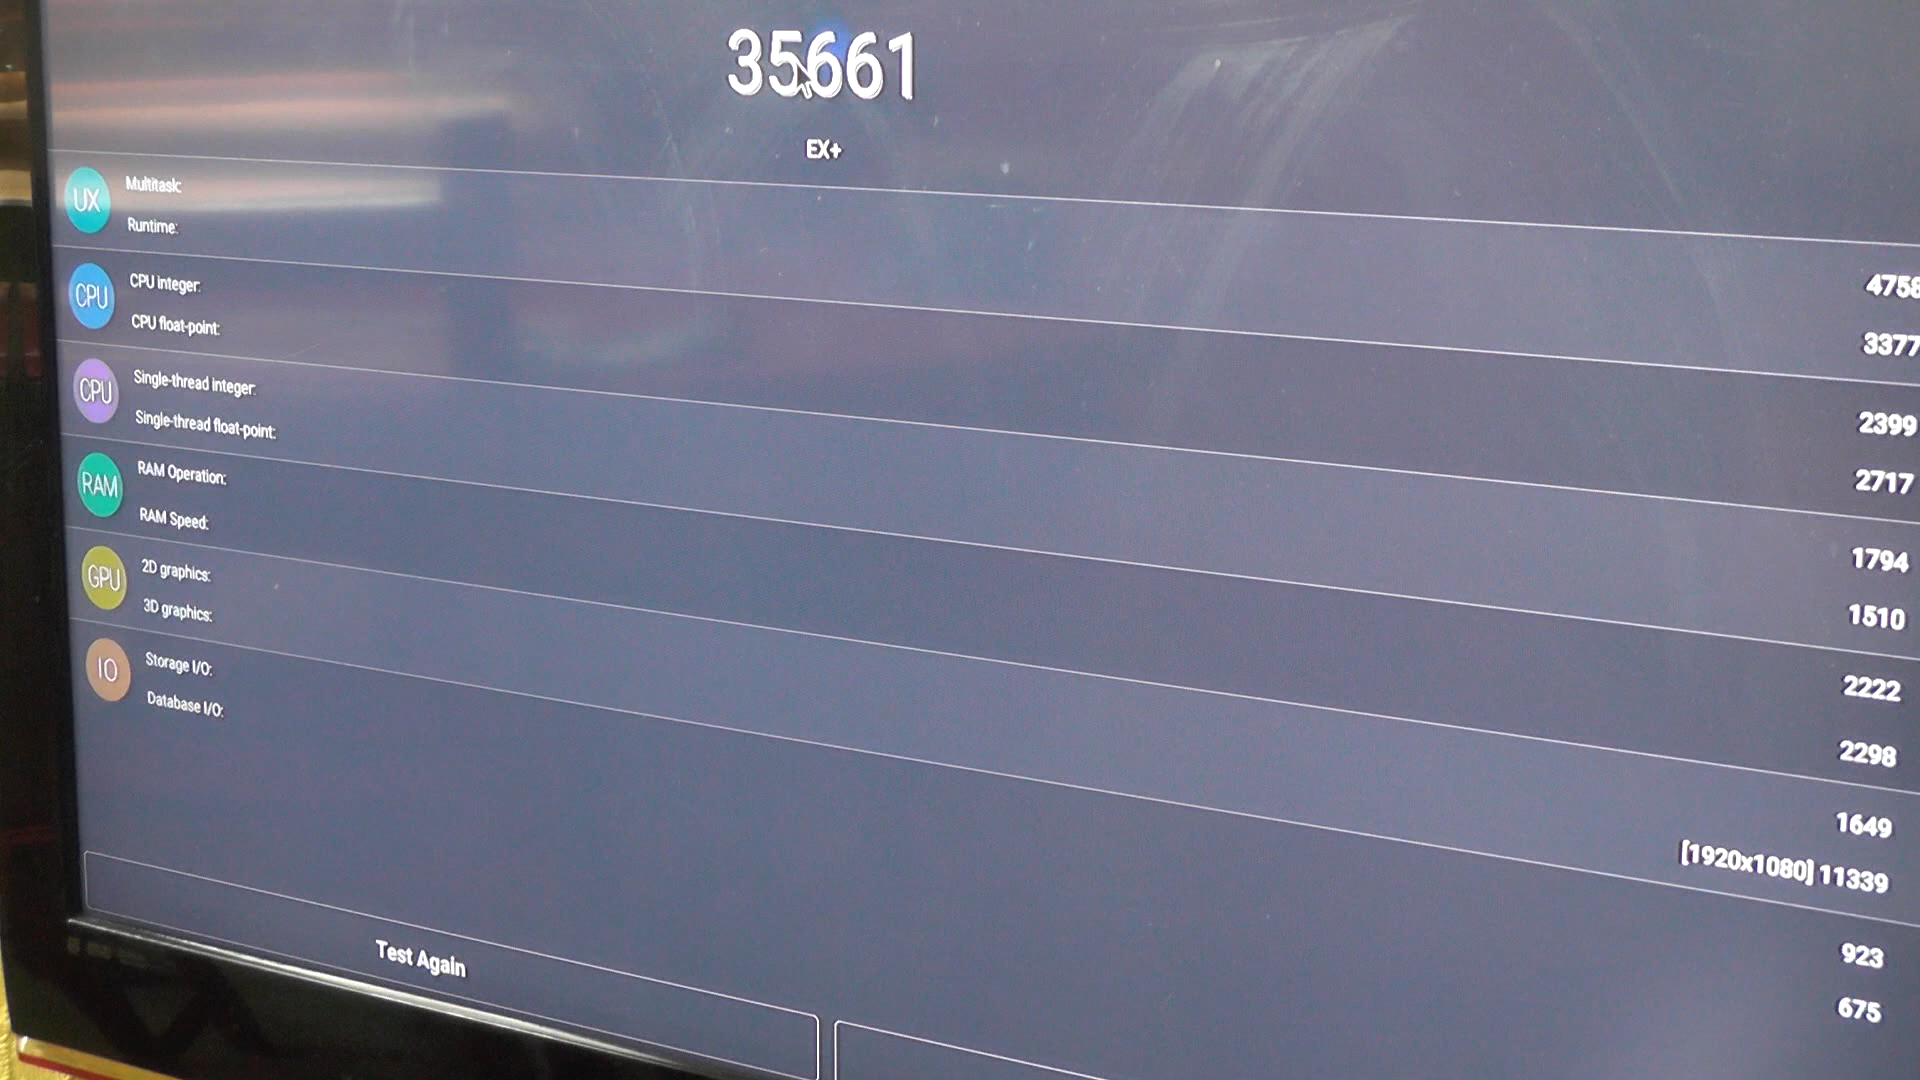 35661
EX+
UX
Multitask: 4758
Runtime: 3377
CPU
CPU integer: 2399
CPU float-point: 2717
CPU
Single-thread integer: 1794
Single-thread float-point: 1510
RAM
RAM Operation: 2222
RAM Speed: 2298
GPU
2D graphics: 1649
3D graphics: [1920x1080] 11339
IO
Storage I/O: 923
Database I/O: 675
Test Again